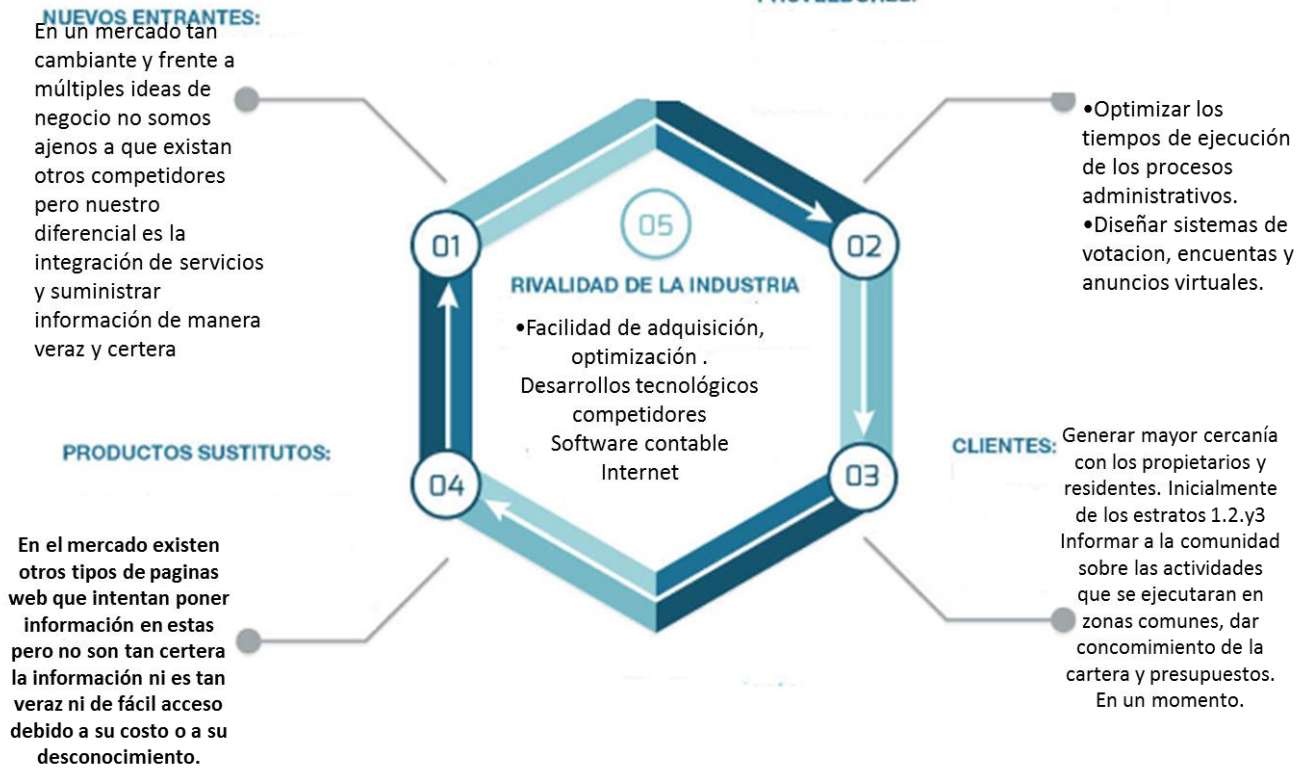 NUEVOS ENTRANTES:
En un mercado tan
cambiante y frente a
múltiples ideas de
negocio no somos
ajenos a que existan
otros competidores
pero nuestro
diferencial es la
integración de servicios
y suministrar
información de manera
veraz y certera
•Optimizar los
tiempos de ejecución
de los procesos
administrativos.
•Diseñar sistemas de
votacion, encuentas y
anuncios virtuales.
01
02
05
RIVALIDAD DE LA INDUSTRIA
•Facilidad de adquisición,
optimización .
Desarrollos tecnológicos
competidores
Software contable
Internet
03
04
CLIENTES:
Generar mayor cercanía
con los propietarios y
residentes. Inicialmente
de los estratos 1.2.y3
Informar a la comunidad
sobre las actividades
que se ejecutaran en
zonas comunes, dar
concomimiento de la
cartera y presupuestos.
En un momento.
PRODUCTOS SUSTITUTOS:
En el mercado existen
otros tipos de paginas
web que intentan poner
información en estas
pero no son tan certera
la información ni es tan
veraz ni de fácil acceso
debido a su costo o a su
desconocimiento.